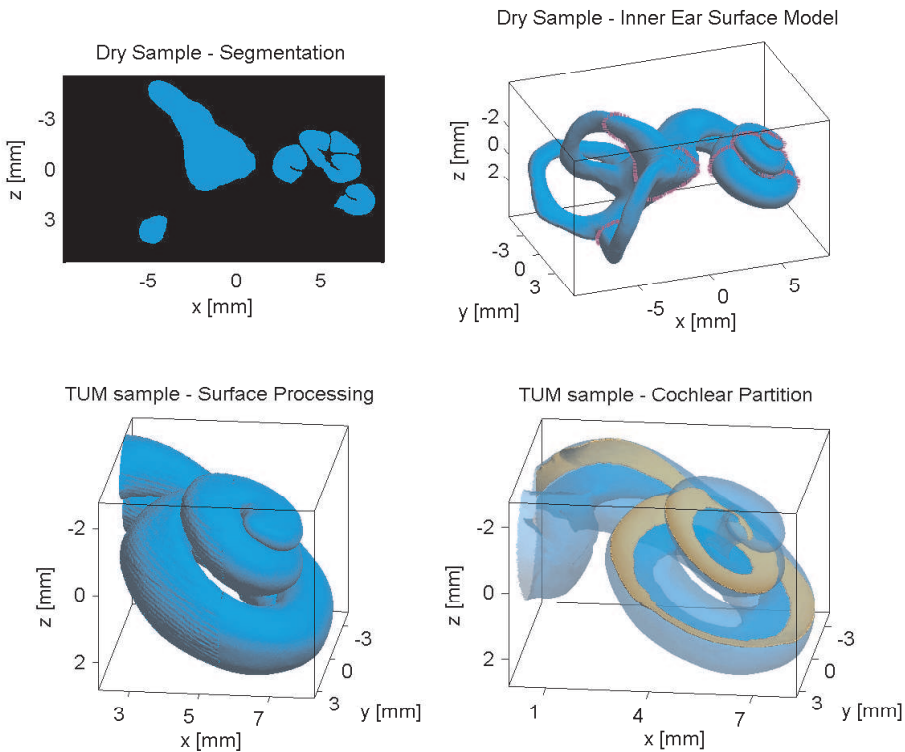 Dry Sample - Segmentation
-3
0
3
z [mm]
-5
0
5
x [mm]
Dry Sample - Inner Ear Surface Model
-2
0
2
z [mm]
-3
0
3
y [mm]
-5
0
5
x [mm]
TUM sample - Surface Processing
-2
0
2
z [mm]
3
5
7
x [mm]
-3
0
3
y [mm]
TUM sample - Cochlear Partition
-2
0
2
z [mm]
1
4
7
x [mm]
-3
0
3
y [mm]